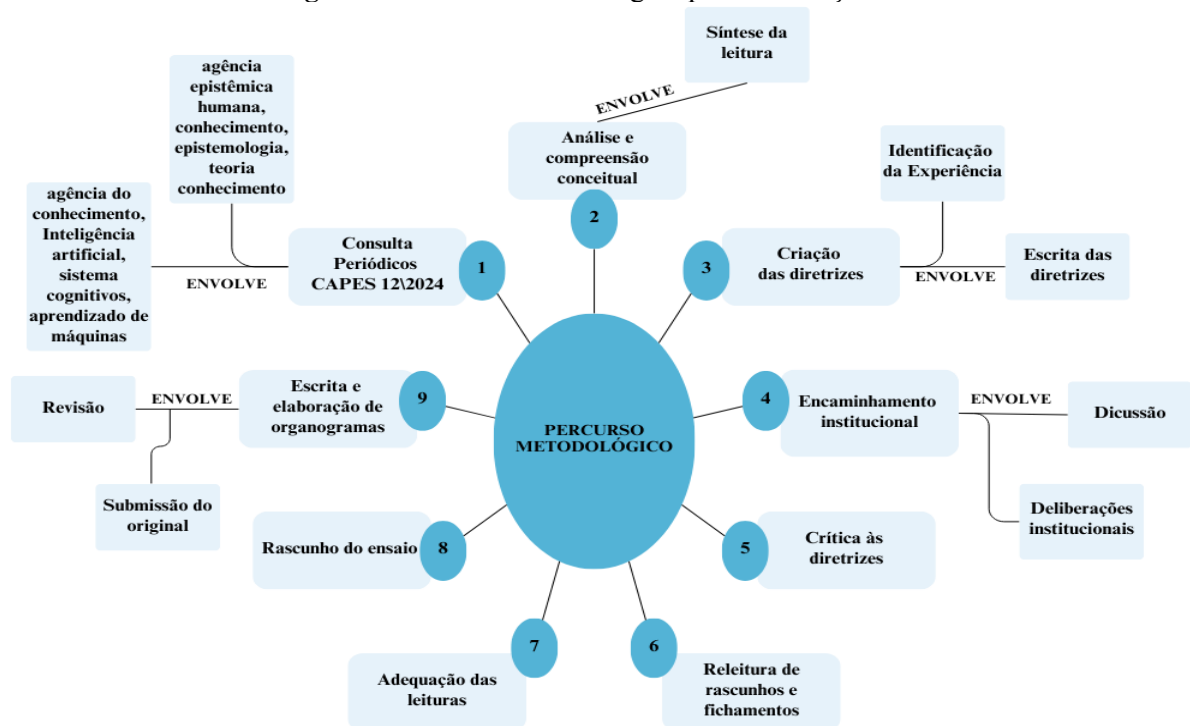 Síntese da
leitura
ENVOLVE
agência
epistêmica
humana,
conhecimento,
epistemologia,
teoria
conhecimento
Análise e
compreensão
conceitual
2
Identificação
da Experiência
agência do
conhecimento,
Inteligência
artificial,
sistema
cognitivos,
aprendizado de
máquinas
ENVOLVE
Consulta
Periódicos
CAPES 12\2024
1
3
Criação
das diretrizes
ENVOLVE
Escrita das
diretrizes
Revisão
ENVOLVE
Escrita e
elaboração de
organogramas
9
PERCURSO
METODOLÓGICO
4
Encaminhamento
institucional
ENVOLVE
Dicussão
Submissão do
original
Deliberações
institucionais
Rascunho do ensaio
8
5
Crítica às
diretrizes
Adequação das
leituras
7
6
Releitura de
rascunhos e
fichamentos